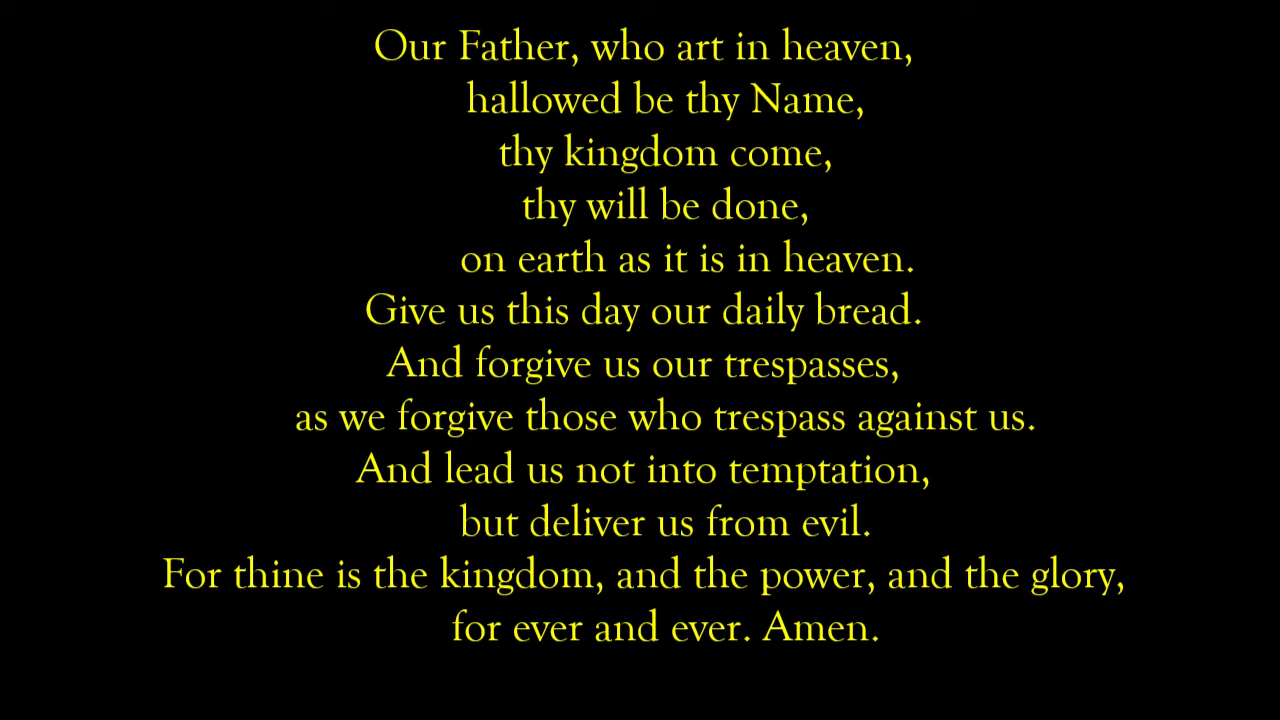 Our Father, who art in heaven,
hallowed be thy Name,
thy kingdom come,
thy will be done,
on earth as it is in heaven.
Give us this day our daily bread.
And forgive us our trespasses,
as we forgive those who trespass against us.
And lead us not into temptation,
but deliver us from evil.
For thine is the kingdom, and the power, and the glory,
for ever and ever. Amen.